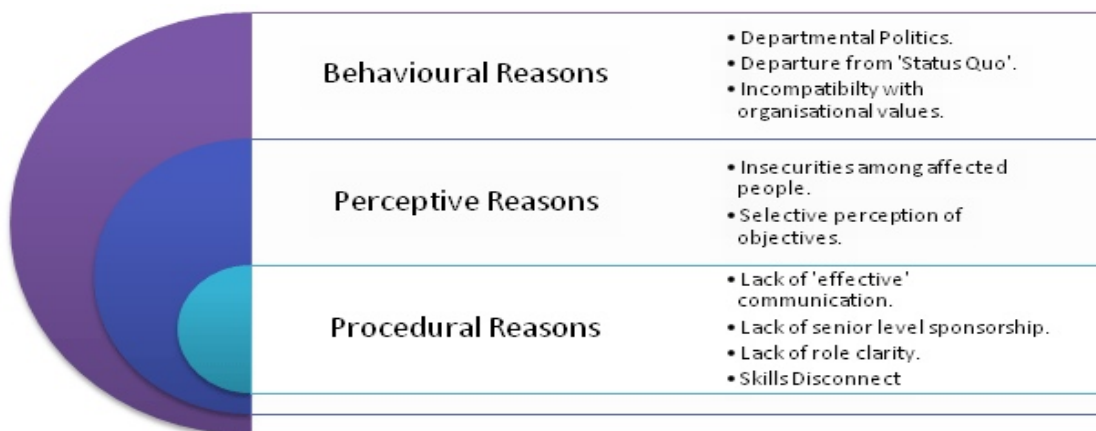 Behavioural Reasons
• Departmental Politics.
• Departure from 'Status Quo'.
• Incompatibilty with
organisational values.
Perceptive Reasons
• Insecurities among affected
people.
• Selective perception of
objectives.
Procedural Reasons
• Lack of 'effective'
communication.
• Lack of senior level sponsorship.
• Lack of role clarity.
• Skills Disconnect